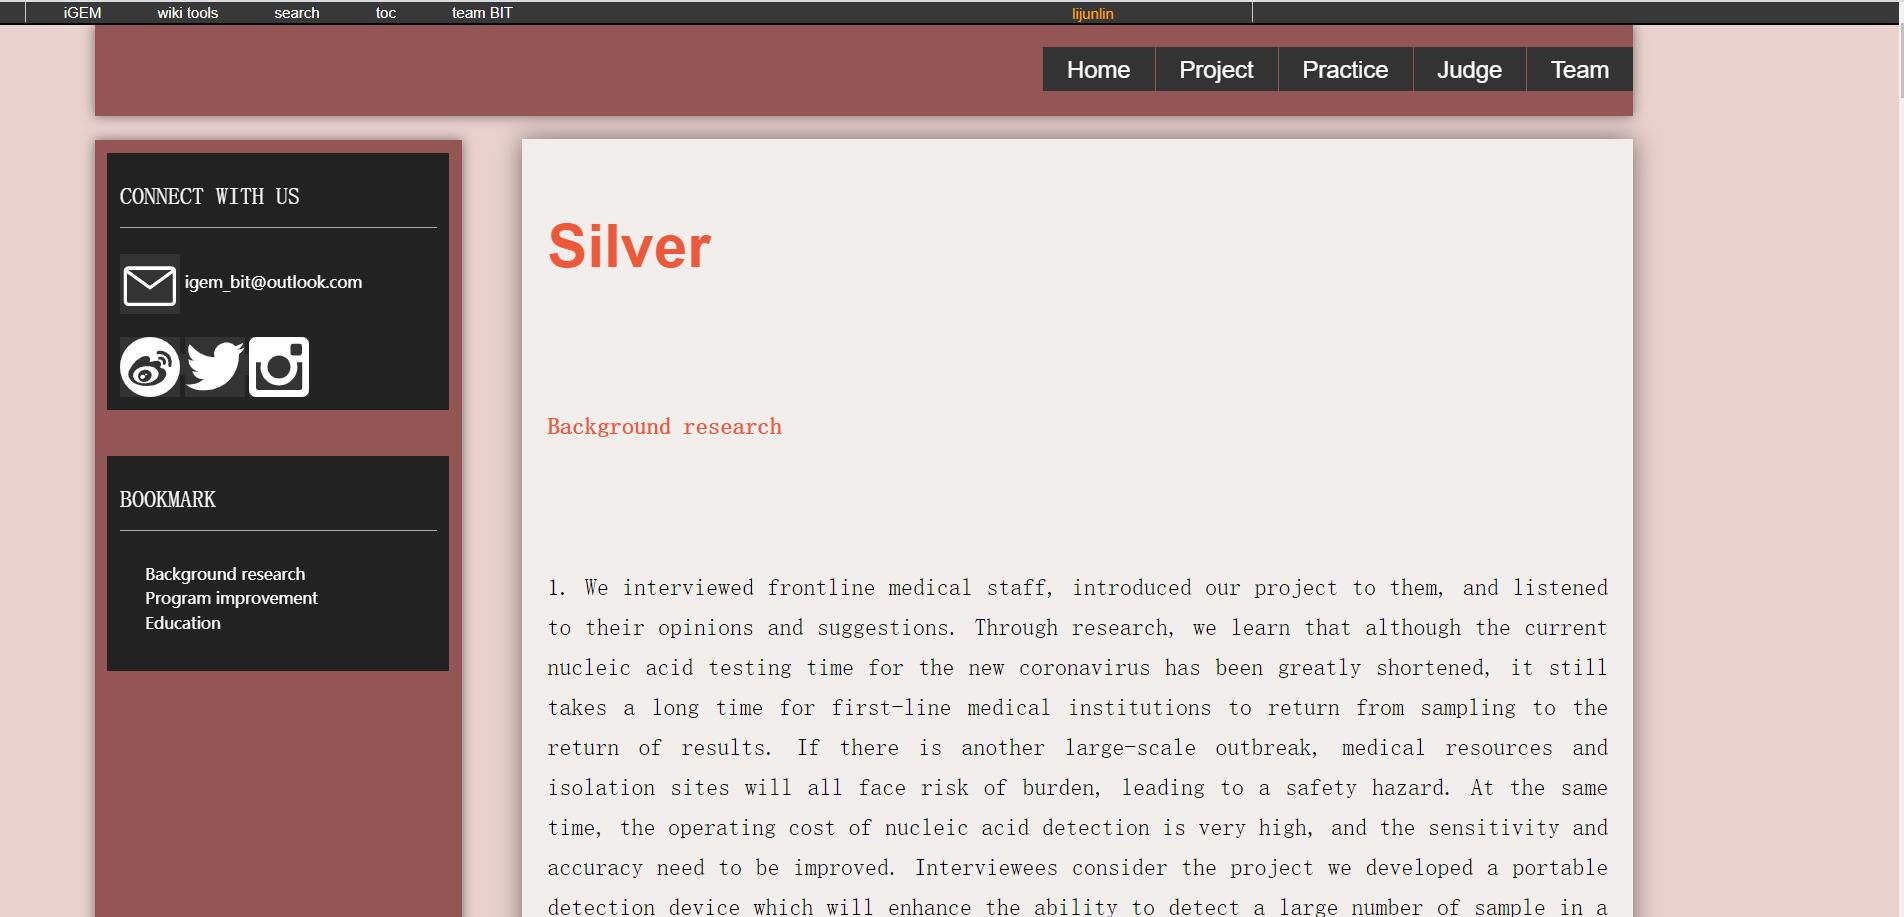 iGEM wiki tools search toc team BIT lijunlin
Home Project Practice Judge Team
CONNECT WITH US
igem_bit@outlook.com
BOOKMARK
Background research
Program improvement
Education
Silver
Background research
1. We interviewed frontline medical staff, introduced our project to them, and listened
to their opinions and suggestions. Through research, we learn that although the current
nucleic acid testing time for the new coronavirus has been greatly shortened, it still
takes a long time for first-line medical institutions to return from sampling to the
return of results. If there is another large-scale outbreak, medical resources and
isolation sites will all face risk of burden, leading to a safety hazard. At the same
time, the operating cost of nucleic acid detection is very high, and the sensitivity and
accuracy need to be improved. Interviewees consider the project we developed a portable
detection device which will enhance the ability to detect a large number of sample in a